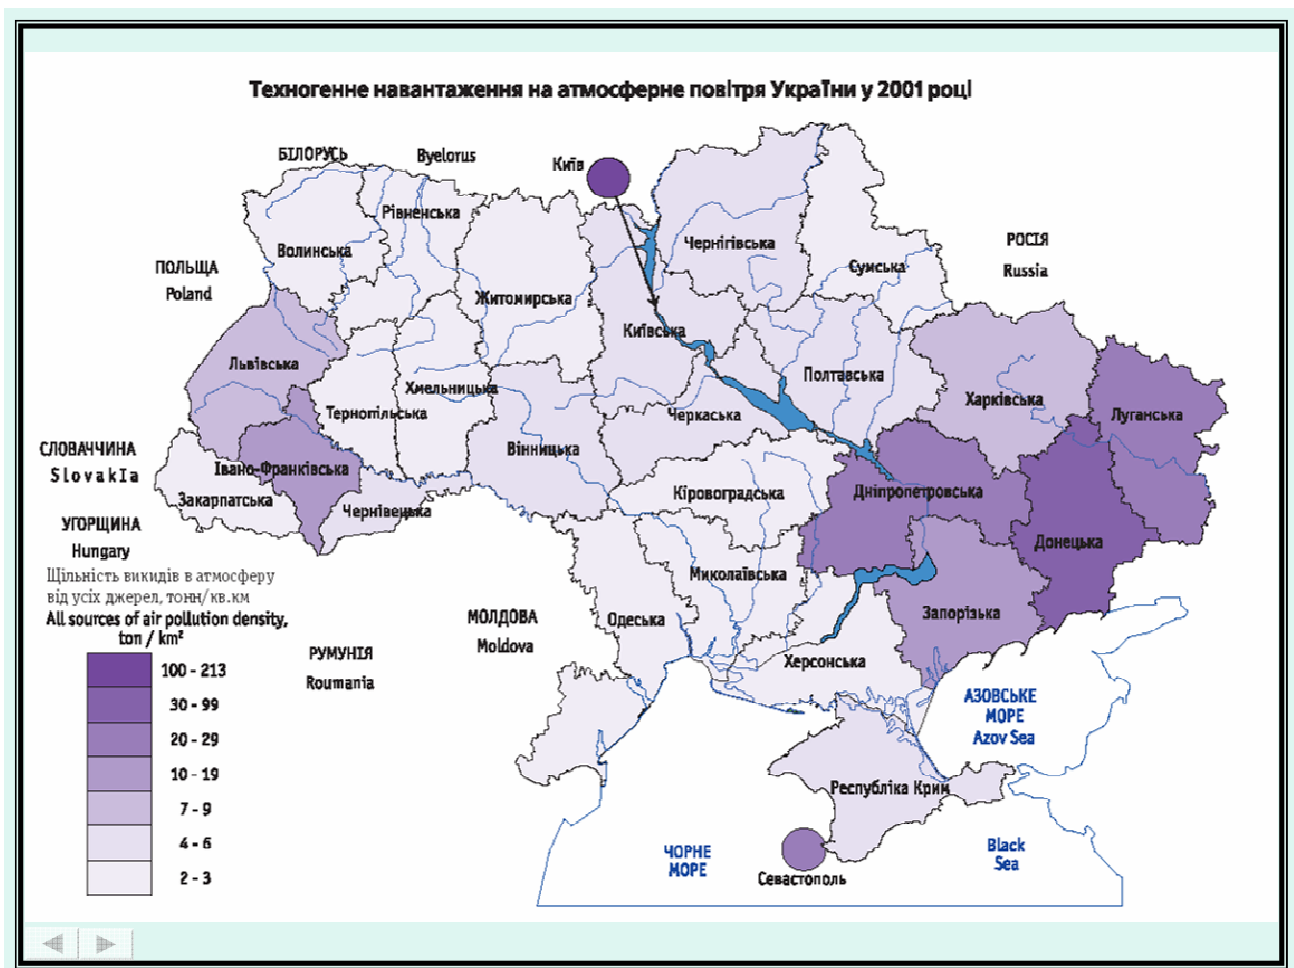 Техногенне навантаження на атмосферне повітря України у 2001 році
БІЛОРУСЬ
Byelorus
Київ
Рівненська
Волинська
Чернігівська
Сумська
РОСІЯ
Russia
ПОЛЬЩА
Poland
Житомирська
Київська
Львівська
Хмельницька
Тернопільська
Полтавська
Харківська
Луганська
Черкаська
Вінницька
СЛОВАЧЧИНА
SlovakIa
Івано-Франківська
Закарпатська
Чернівецька
Кіровоградська
Дніпропетровська
Донецька
УГОРЩИНА
Hungary
Миколаївська
Запорізька
Одеська
Херсонська
МОЛДОВА
Moldova
РУМУНІЯ
Roumania
Щільність викидів в атмосферу
від усіх джерел, тонн/кв.км
All sources of air pollution density,
ton / km²
100 - 213
30 - 99
20 - 29
10 - 19
7 - 9
4 - 6
2 - 3
АЗОВСЬКЕ
МОРЕ
Azov Sea
Республіка Крим
Севастополь
ЧОРНЕ
МОРЕ
Black
Sea